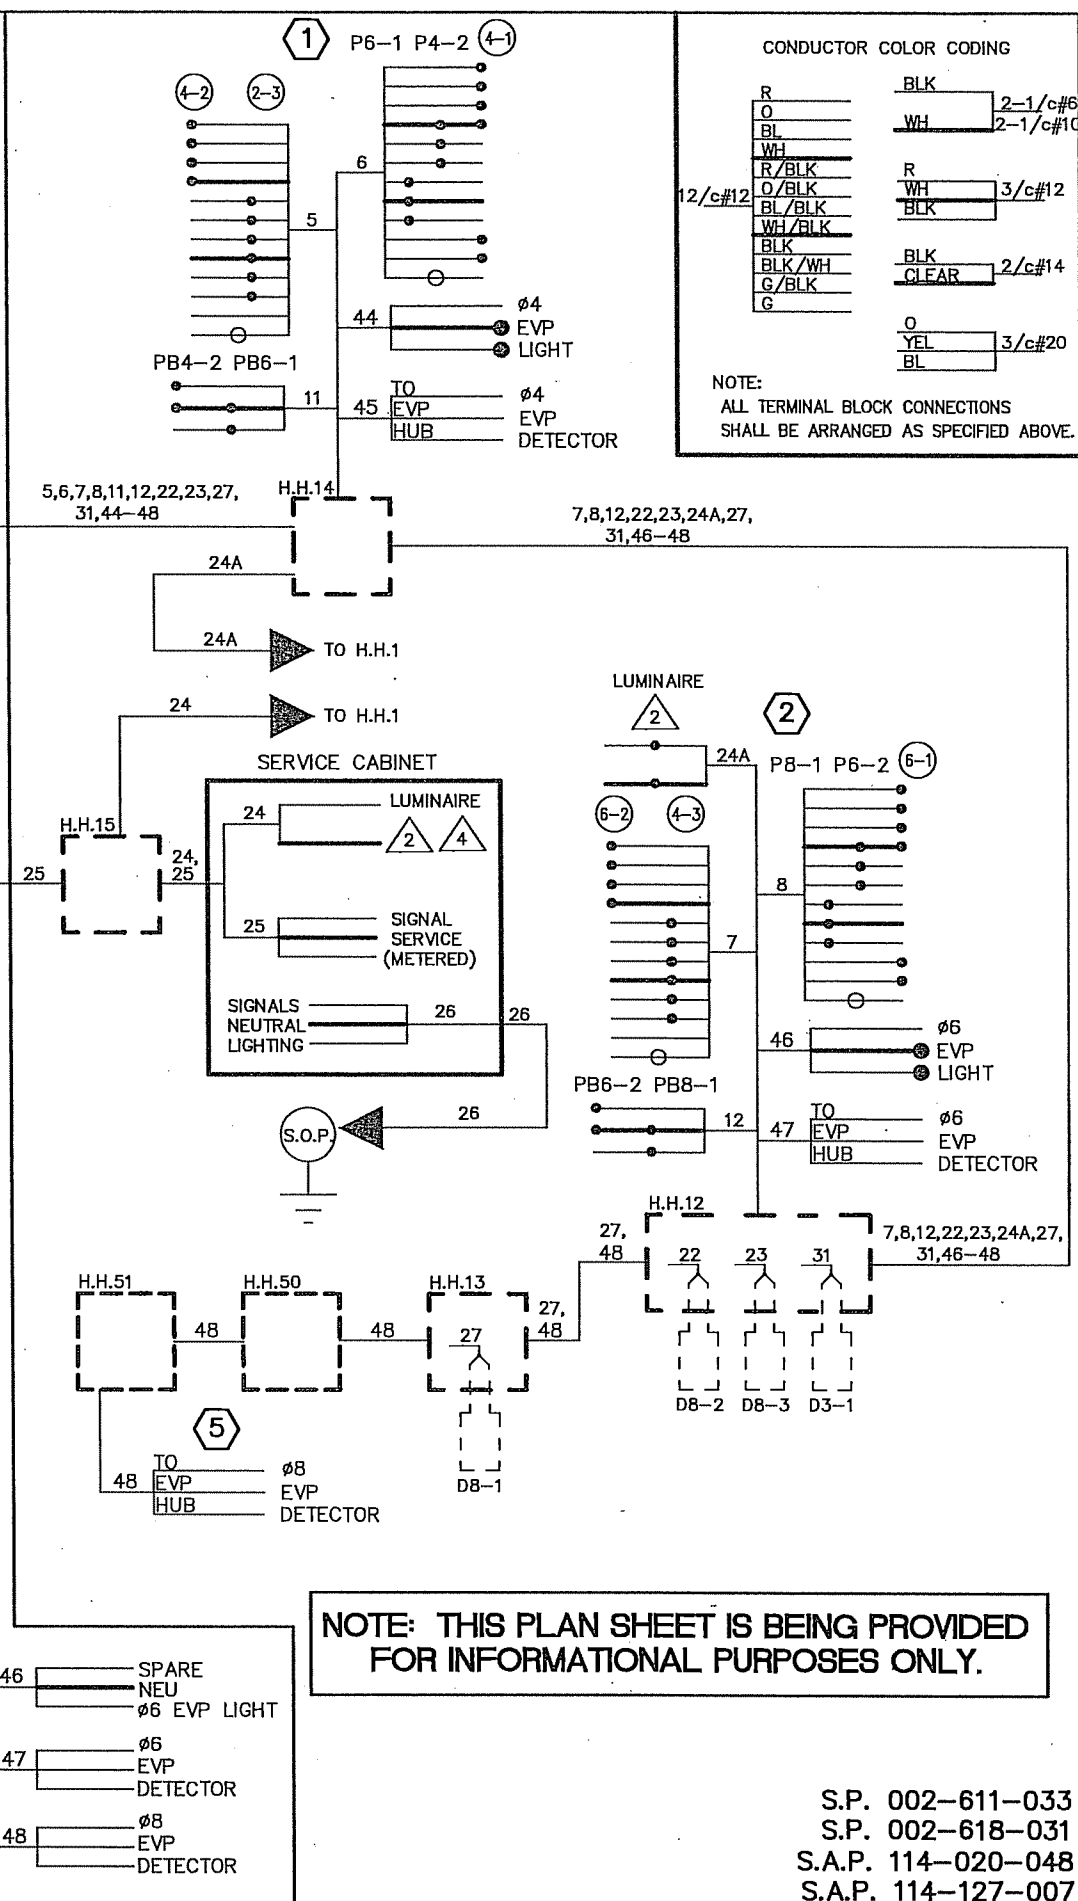 1
P6-1 P4-2 4-1
4-2 2-3
6
5
44
ø4
EVP
LIGHT
PB4-2 PB6-1
11
45
TO
EVP
HUB
ø4
EVP
DETECTOR
CONDUCTOR COLOR CODING
12/c#12
R
O
BL
WH
R/BLK
O/BLK
BL/BLK
WH/BLK
BLK
BLK/WH
G/BLK
G
BLK
WH
2-1/c#6
2-1/c#10
R
WH
BLK
3/c#12
BLK
CLEAR
2/c#14
O
YEL
BL
3/c#20
NOTE:
ALL TERMINAL BLOCK CONNECTIONS
SHALL BE ARRANGED AS SPECIFIED ABOVE.
5,6,7,8,11,12,22,23,27,
31,44-48
H.H.14
7,8,12,22,23,24A,27,
31,46-48
24A
24A
TO H.H.1
24
TO H.H.1
SERVICE CABINET
24
LUMINAIRE
2 4
H.H.15
25
24,
25
25
SIGNAL
SERVICE
(METERED)
SIGNALS
NEUTRAL
LIGHTING
26
26
26
S.O.P.
LUMINAIRE
2
2
24A
P8-1 P6-2 6-1
6-2 4-3
8
7
46
ø6
EVP
LIGHT
PB6-2 PB8-1
12
47
TO
EVP
HUB
ø6
EVP
DETECTOR
H.H.12
27,
48
22
23
31
7,8,12,22,23,24A,27,
31,46-48
D8-2 D8-3 D3-1
H.H.51
48
H.H.50
48
H.H.13
27
27,
48
D8-1
5
48
TO
EVP
HUB
ø8
EVP
DETECTOR
NOTE: THIS PLAN SHEET IS BEING PROVIDED
FOR INFORMATIONAL PURPOSES ONLY.
46
SPARE
NEU
ø6 EVP LIGHT
47
ø6
EVP
DETECTOR
48
ø8
EVP
DETECTOR
S.P. 002-611-033
S.P. 002-618-031
S.A.P. 114-020-048
S.A.P. 114-127-007